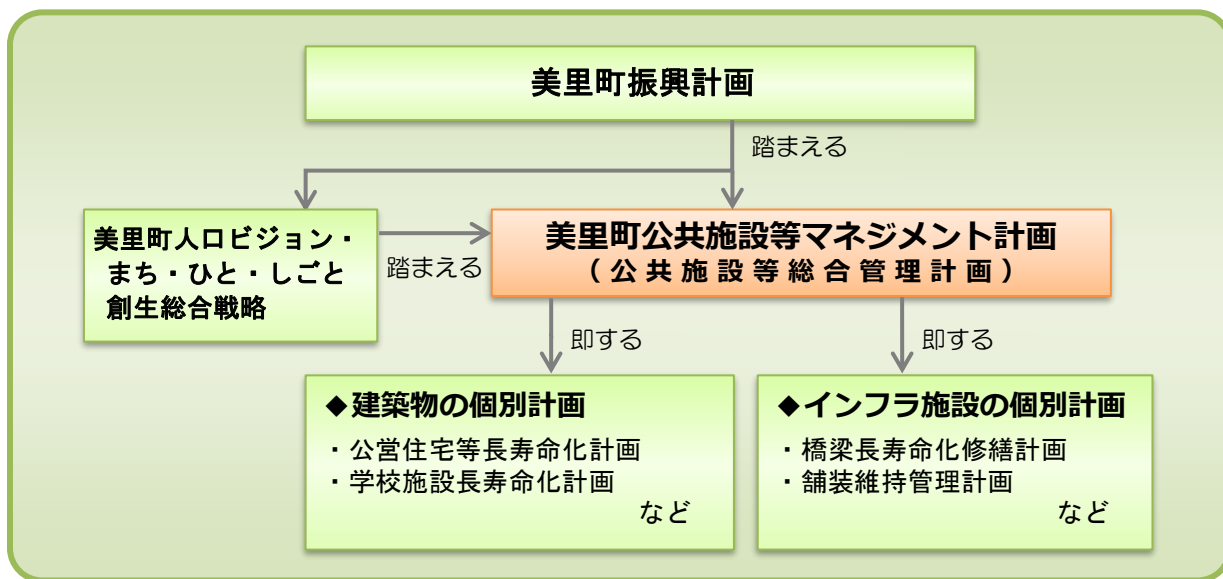 美里町振興計画
踏まえる
美里町人口ビジョン・
まち・ひと・しごと
創生総合戦略
踏まえる
美里町公共施設等マネジメント計画
（公共施設等総合管理計画）
即する
即する
◆建築物の個別計画
・公営住宅等長寿命化計画
・学校施設長寿命化計画
など
◆インフラ施設の個別計画
・橋梁長寿命化修繕計画
・舗装維持管理計画
など